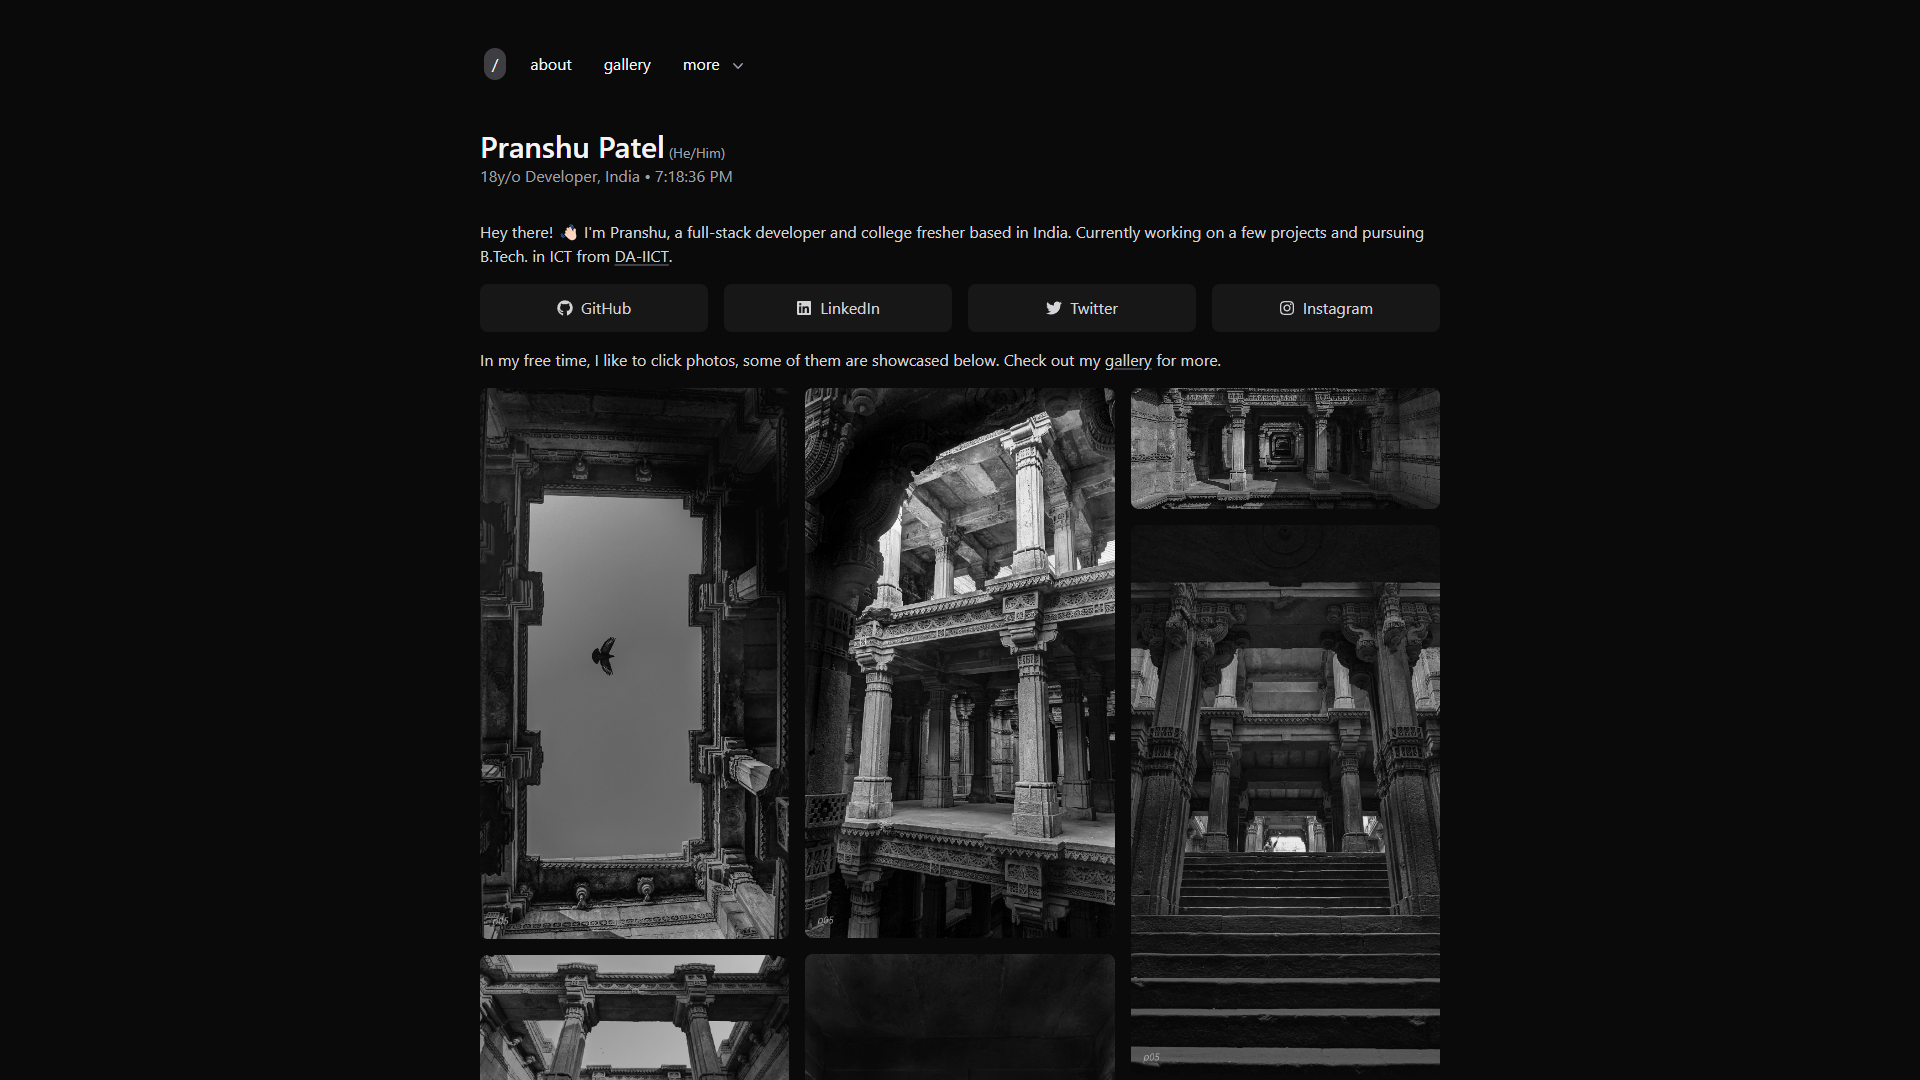 / about gallery more
Pranshu Patel (He/Him)
18y/o Developer, India • 7:18:36 PM
Hey there! 👋🏻 I'm Pranshu, a full-stack developer and college fresher based in India. Currently working on a few projects and pursuing
B.Tech. in ICT from DA-IICT.
GitHub LinkedIn Twitter Instagram
In my free time, I like to click photos, some of them are showcased below. Check out my gallery for more.
p05
p05
p05